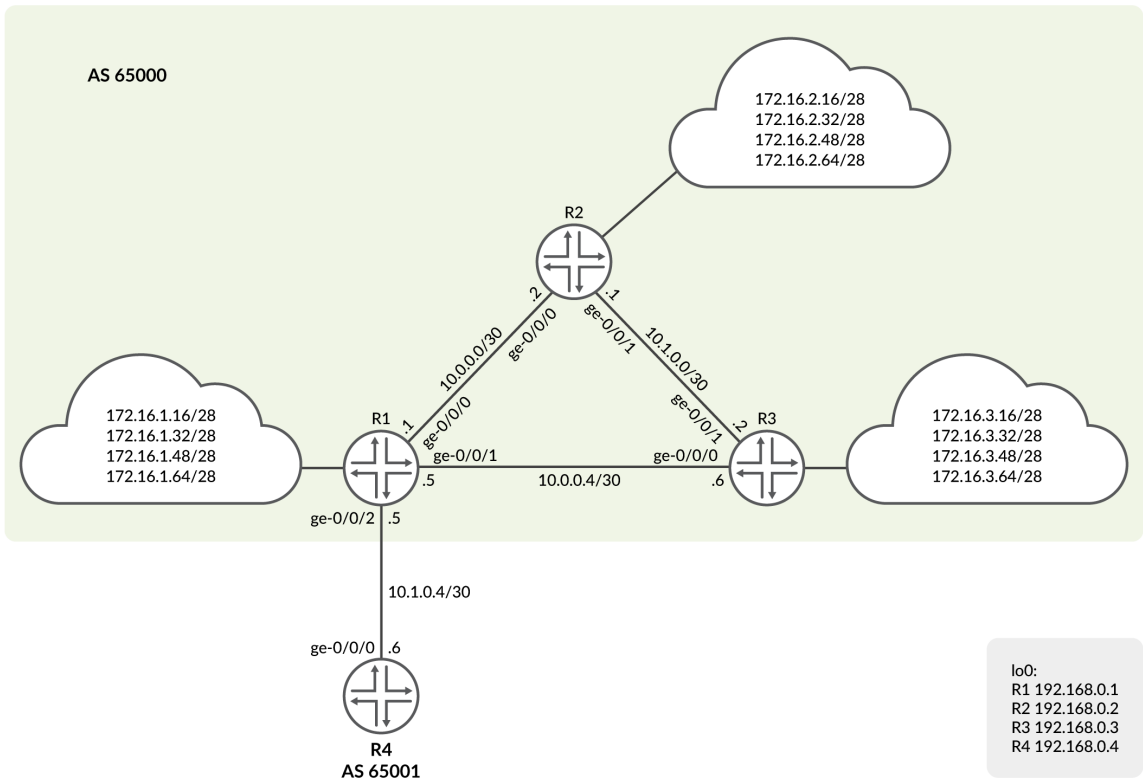 AS 65000
172.16.2.16/28
172.16.2.32/28
172.16.2.48/28
172.16.2.64/28
R2
.2
.1
ge-0/0/0
ge-0/0/1
10.0.0.0/30
10.1.0.0/30
172.16.1.16/28
172.16.1.32/28
172.16.1.48/28
172.16.1.64/28
R1
.1
ge-0/0/0
ge-0/0/1
.5
10.0.0.4/30
ge-0/0/1
.2
R3
ge-0/0/0
.6
172.16.3.16/28
172.16.3.32/28
172.16.3.48/28
172.16.3.64/28
ge-0/0/2
.5
10.1.0.4/30
ge-0/0/0
.6
R4
AS 65001
lo0:
R1 192.168.0.1
R2 192.168.0.2
R3 192.168.0.3
R4 192.168.0.4